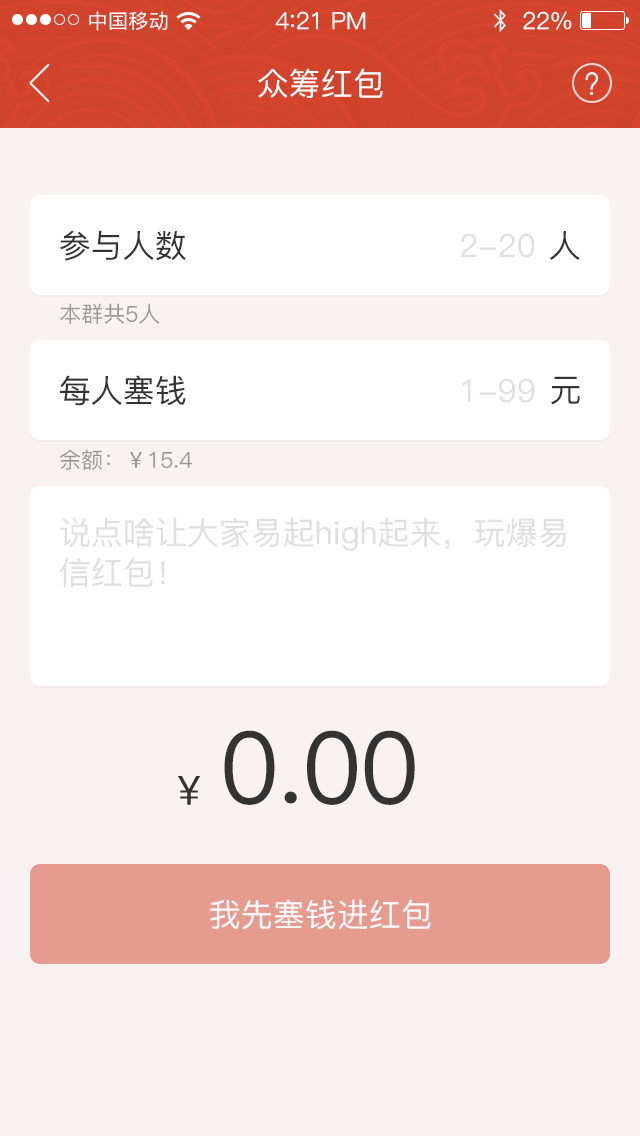 中国移动 4:21 PM 22%
众筹红包 ?
参与人数 2-20 人
本群共5人
每人塞钱 1-99 元
余额：￥15.4
说点啥让大家易起high起来，玩爆易
信红包！
￥ 0.00
我先塞钱进红包